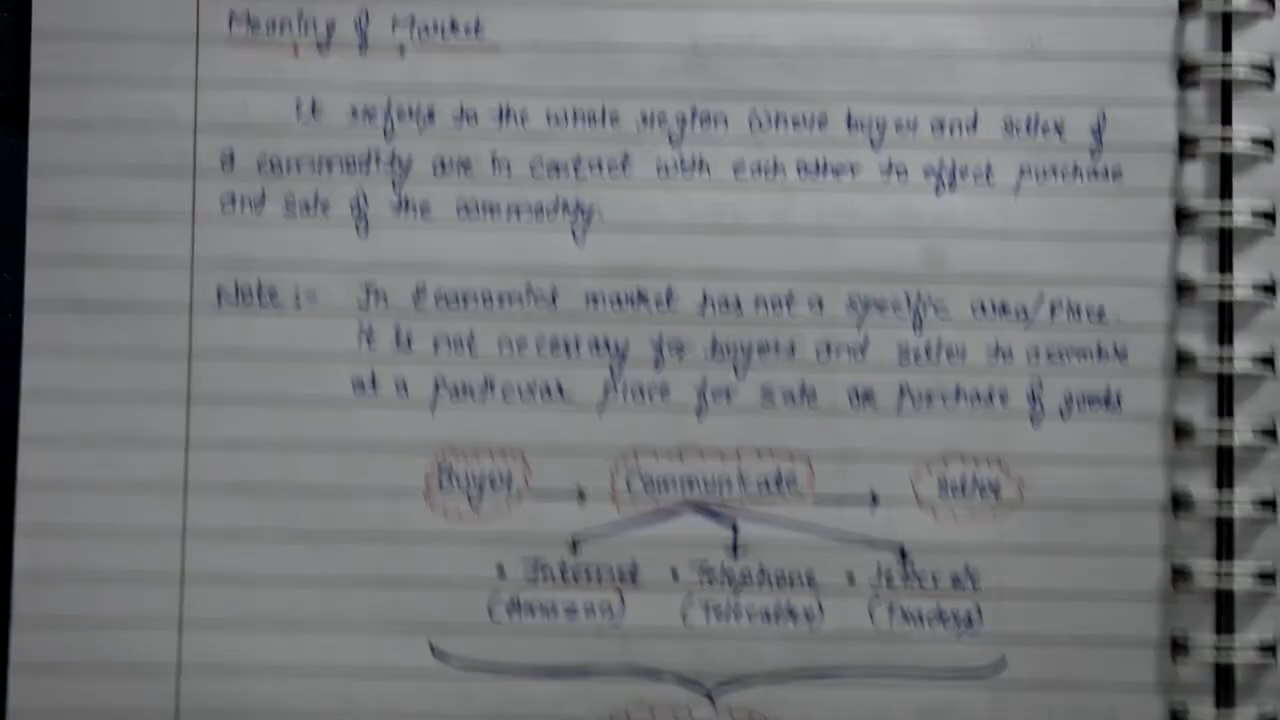 Meaning of Market
It refers to the whole region where buyer and seller of
a commodity are in contact with each other to affect purchase
and sale of the commodity.
Note :- In Economics market has not a specific area/Place.
it is not necessary for buyers and seller to assemble
at a Particular Place for sale or Purchase of goods
Buyer Communicate Seller
• Internet • Telephone •
(Amazon)